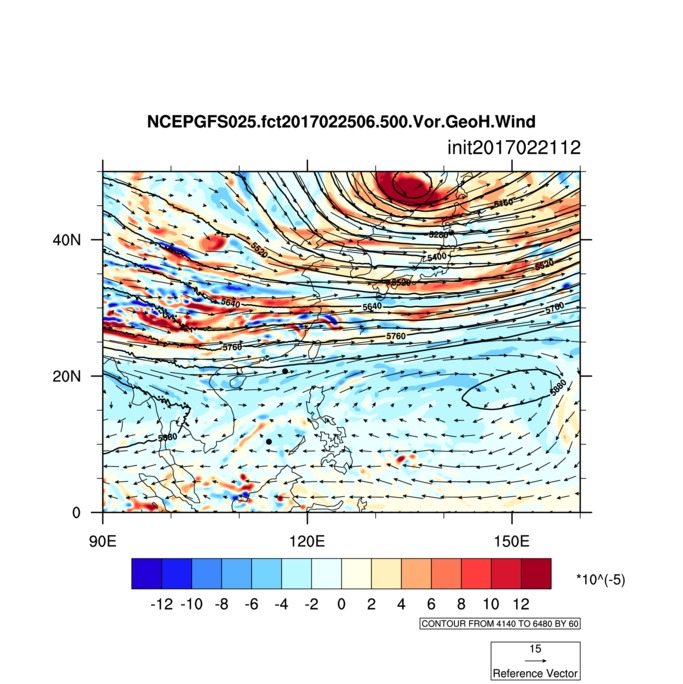 NCEPGFS025.fct2017022506.500.Vor.GeoH.Wind
init2017022112
5160
5280
40N
5520
5400
5520
5520
5640
5640
5760
5760
5760
20N
5880
5880
0
90E 120E 150E
-12 -10 -8 -6 -4 -2 0 2 4 6 8 10 12
*10^(-5)
CONTOUR FROM 4140 TO 6480 BY 60
15
Reference Vector